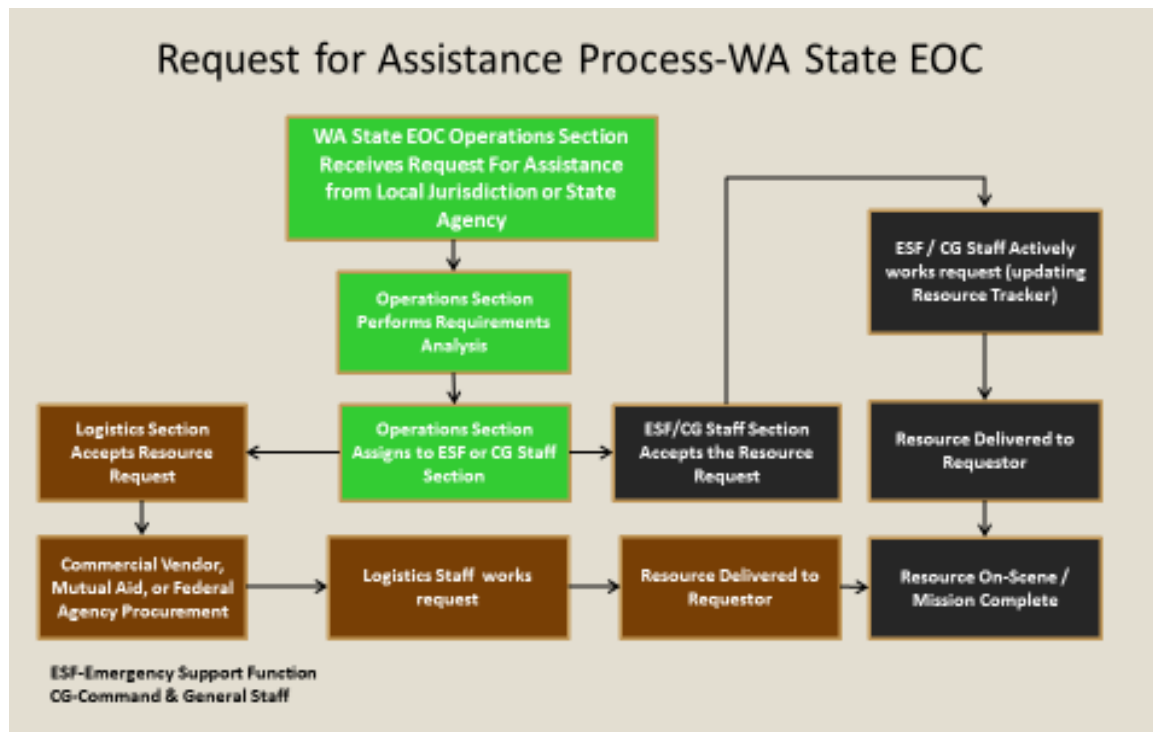 Request for Assistance Process-WA State EOC
WA State EOC Operations Section
Receives Request For Assistance
from Local Jurisdiction or State
Agency
Operations Section
Performs Requirements
Analysis
Operations Section
Assigns to ESF or CG Staff
Section
Logistics Section
Accepts Resource
Request
Commercial Vendor,
Mutual Aid, or Federal
Agency Procurement
Logistics Staff works
request
Resource Delivered to
Requestor
ESF/CG Staff Section
Accepts the Resource
Request
ESF / CG Staff Actively
works request (updating
Resource Tracker)
Resource Delivered to
Requestor
Resource On-Scene /
Mission Complete
ESF-Emergency Support Function
CG-Command & General Staff